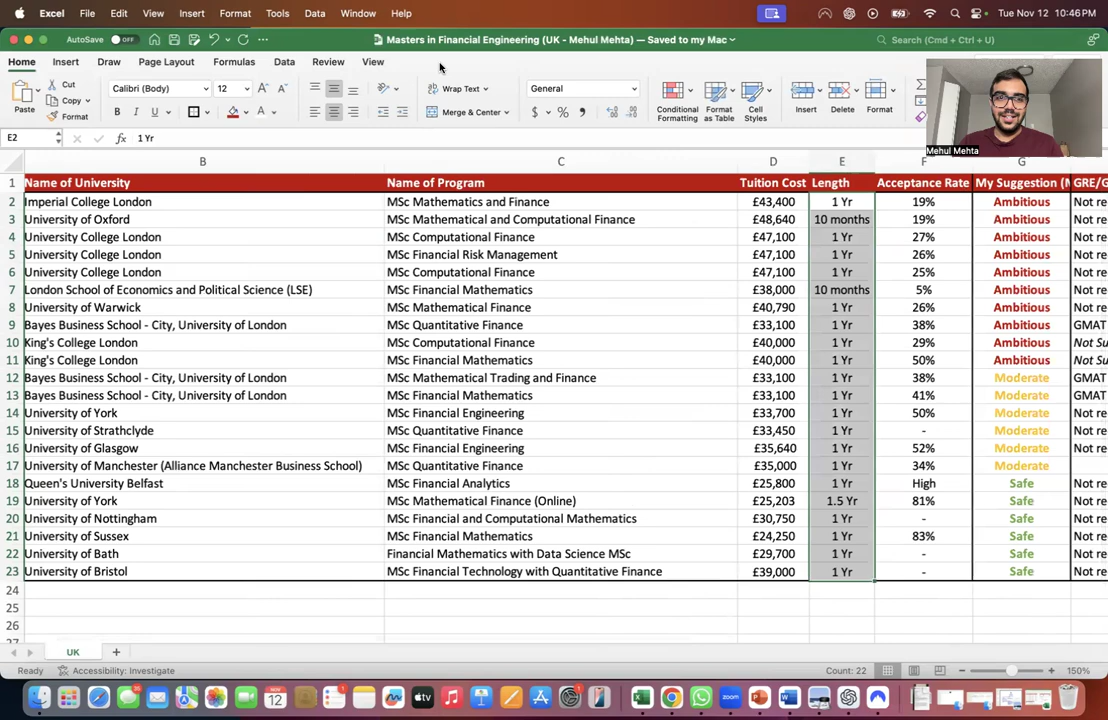 Excel File Edit View Insert Format Tools Data Window Help Tue Nov 12 10:46 PM
AutoSave OFF Masters in Financial Engineering (UK - Mehul Mehta) — Saved to my Mac Search (Cmd + Ctrl + U)
Home Insert Draw Page Layout Formulas Data Review View
Paste Cut Copy Format Calibri (Body) 12 Wrap Text Merge & Center General Conditional Formatting Format as Table Cell Styles Insert Delete Format
Mehul Mehta
E2 fx 1 Yr
B C D E F G
1 Name of University Name of Program Tuition Cost Length Acceptance Rate My Suggestion
2 Imperial College London MSc Mathematics and Finance £43,400 1 Yr 19% Ambitious Not re
3 University of Oxford MSc Mathematical and Computational Finance £48,640 10 months 19% Ambitious Not re
4 University College London MSc Computational Finance £47,100 1 Yr 27% Ambitious Not re
5 University College London MSc Financial Risk Management £47,100 1 Yr 26% Ambitious Not re
6 University College London MSc Computational Finance £47,100 1 Yr 25% Ambitious Not re
7 London School of Economics and Political Science (LSE) MSc Financial Mathematics £38,000 10 months 5% Ambitious Not re
8 University of Warwick MSc Mathematical Finance £40,790 1 Yr 26% Ambitious Not re
9 Bayes Business School - City, University of London MSc Quantitative Finance £33,100 1 Yr 38% Ambitious GMAT
10 King's College London MSc Computational Finance £40,000 1 Yr 29% Ambitious Not Su
11 King's College London MSc Financial Mathematics £40,000 1 Yr 50% Ambitious Not Su
12 Bayes Business School - City, University of London MSc Mathematical Trading and Finance £33,100 1 Yr 38% Moderate GMAT
13 Bayes Business School - City, University of London MSc Financial Mathematics £33,100 1 Yr 41% Moderate GMAT
14 University of York MSc Financial Engineering £33,700 1 Yr 50% Moderate Not re
15 University of Strathclyde MSc Quantitative Finance £33,450 1 Yr - Moderate Not re
16 University of Glasgow MSc Financial Engineering £35,640 1 Yr 52% Moderate Not re
17 University of Manchester (Alliance Manchester Business School) MSc Quantitative Finance £35,000 1 Yr 34% Moderate
18 Queen's University Belfast MSc Financial Analytics £25,800 1 Yr High Safe Not re
19 University of York MSc Mathematical Finance (Online) £25,203 1.5 Yr 81% Safe Not re
20 University of Nottingham MSc Financial and Computational Mathematics £30,750 1 Yr - Safe Not re
21 University of Sussex MSc Financial Mathematics £24,250 1 Yr 83% Safe Not re
22 University of Bath Financial Mathematics with Data Science MSc £29,700 1 Yr - Safe Not re
23 University of Bristol MSc Financial Technology with Quantitative Finance £39,000 1 Yr - Safe Not re
24
25
26
UK
Ready Accessibility: Investigate Count: 22 150%